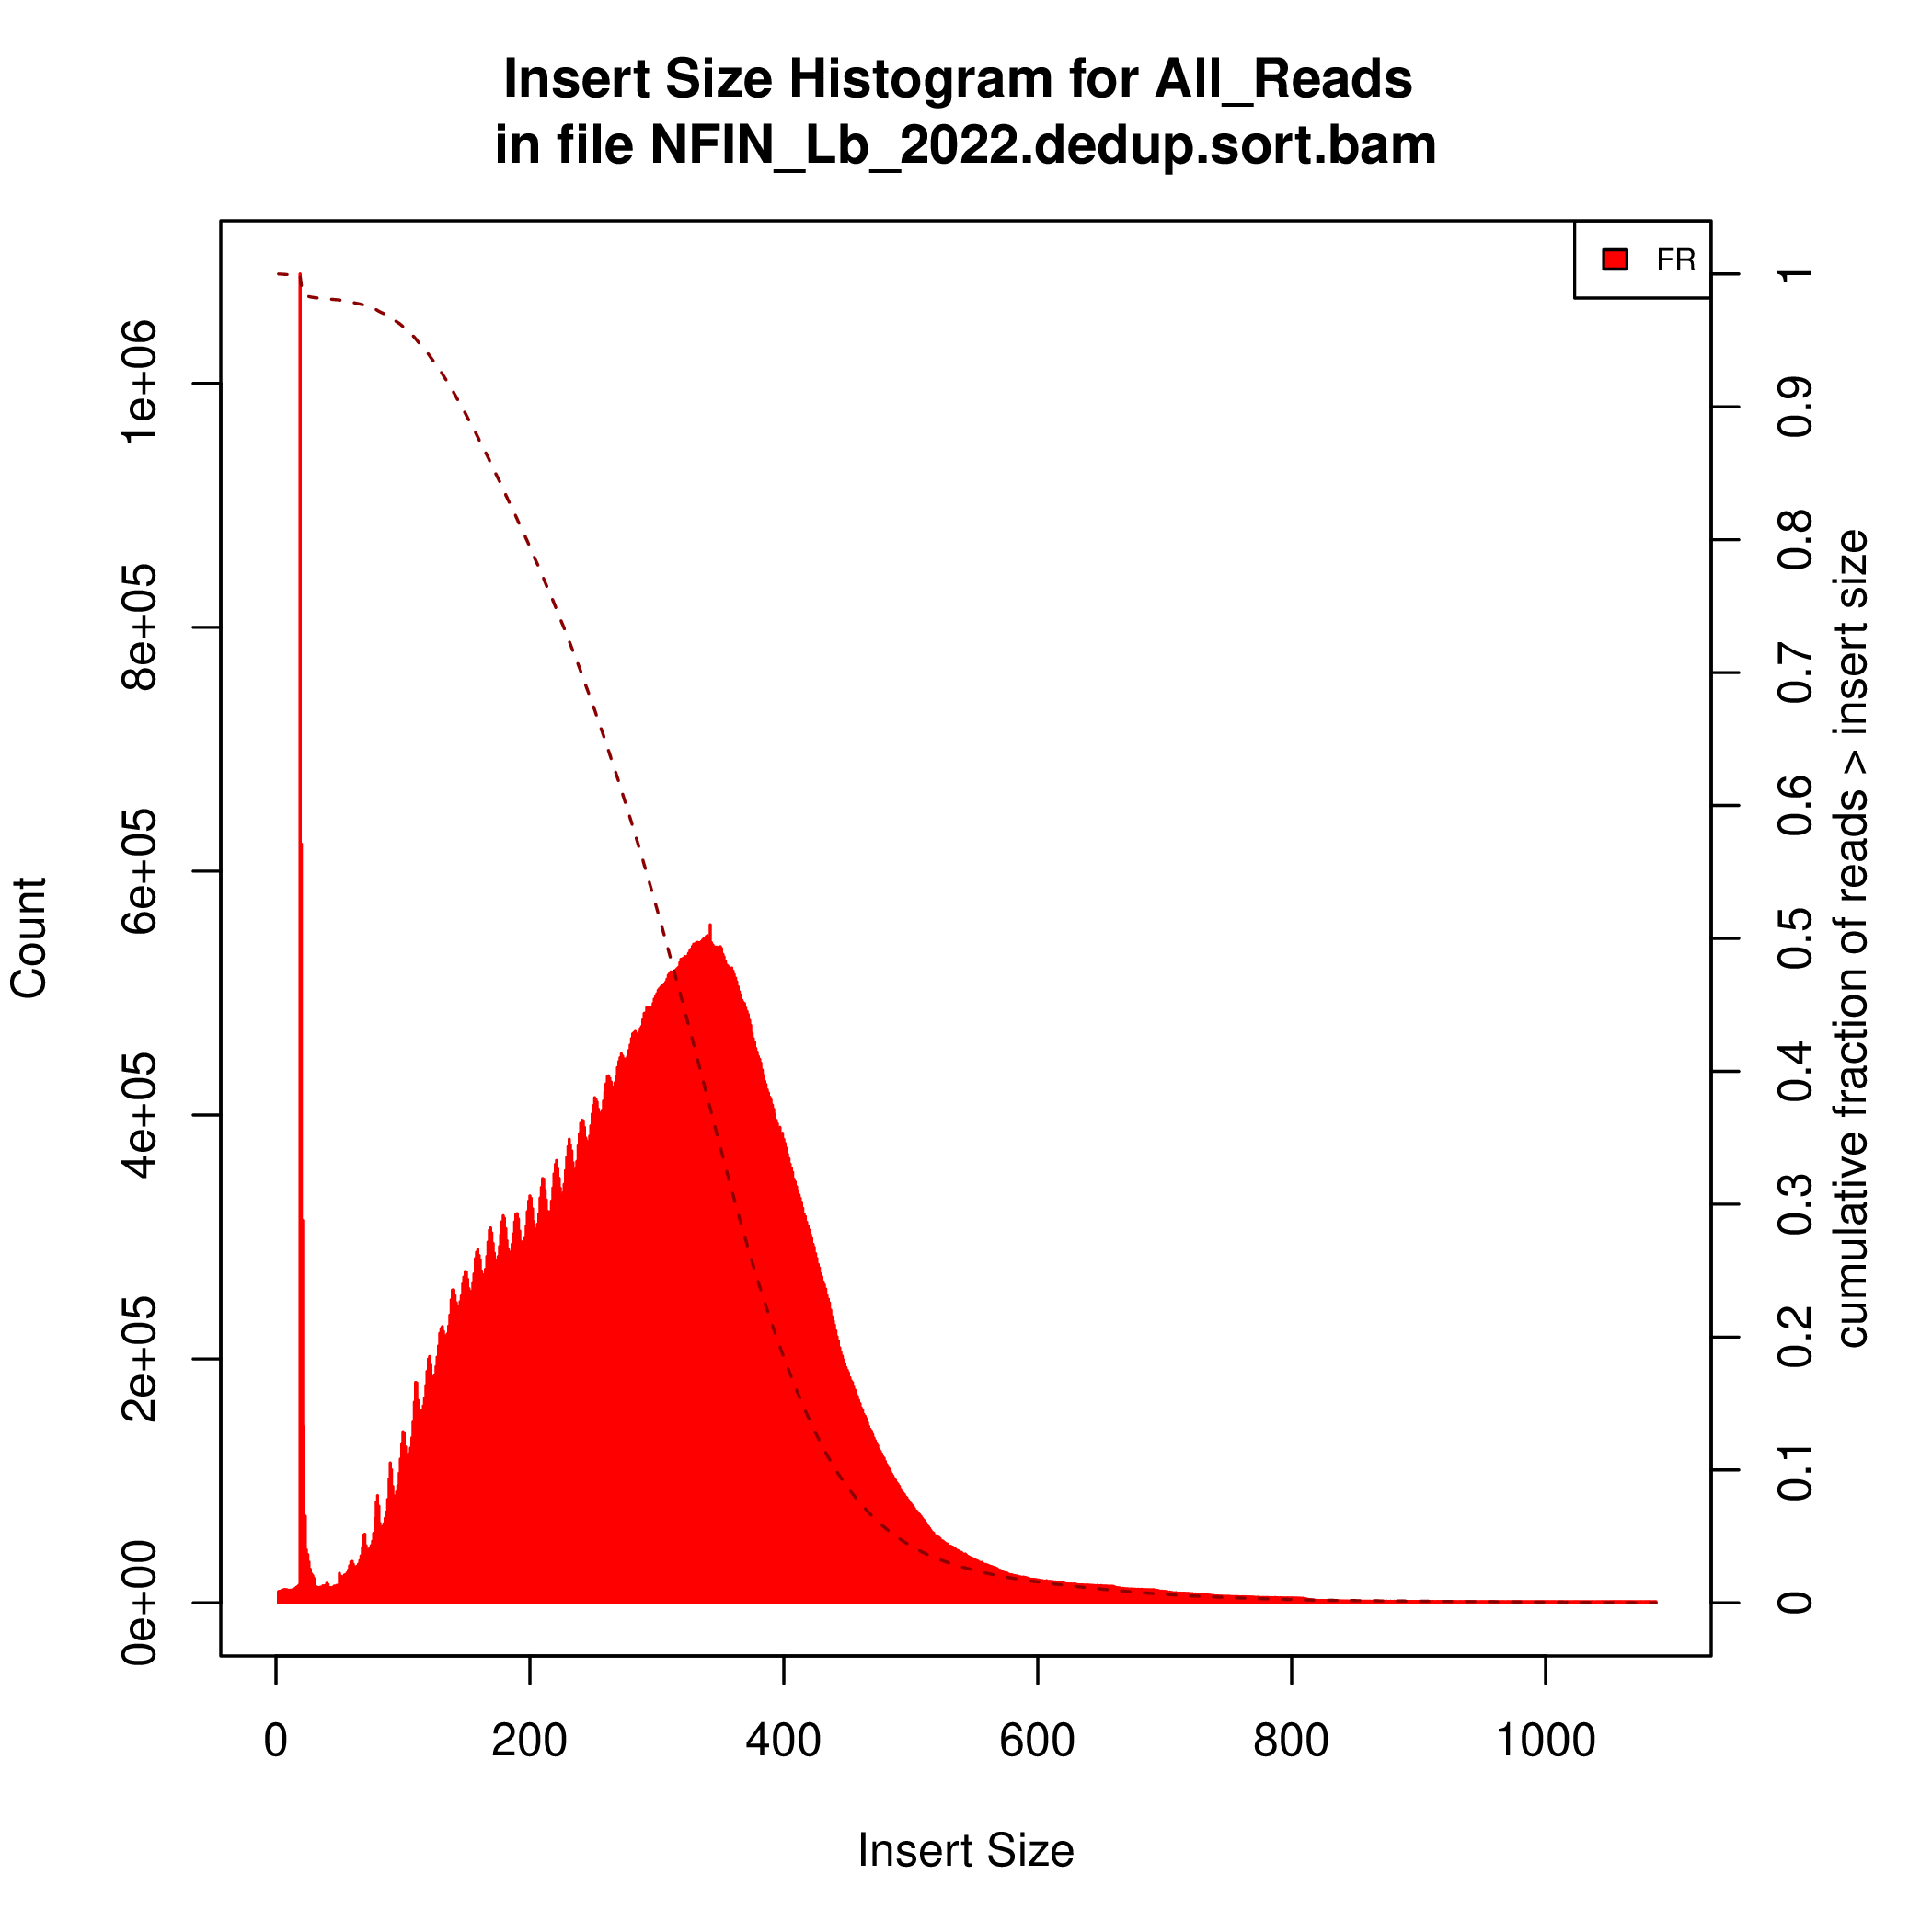 Insert Size Histogram for All_Reads
in file NFIN_Lb_2022.dedup.sort.bam
FR
Count
0e+00 2e+05 4e+05 6e+05 8e+05 1e+06
0 0.1 0.2 0.3 0.4 0.5 0.6 0.7 0.8 0.9 1
cumulative fraction of reads > insert size
0 200 400 600 800 1000
Insert Size